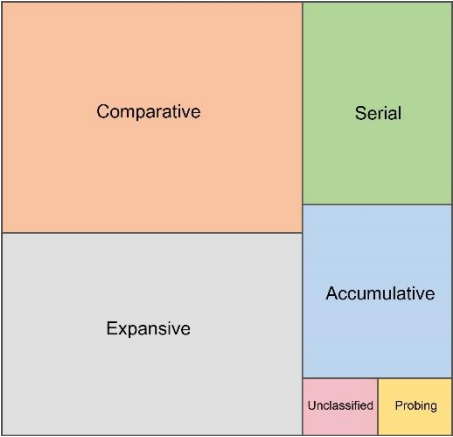 Comparative
Serial
Expansive
Accumulative
Unclassified
Probing